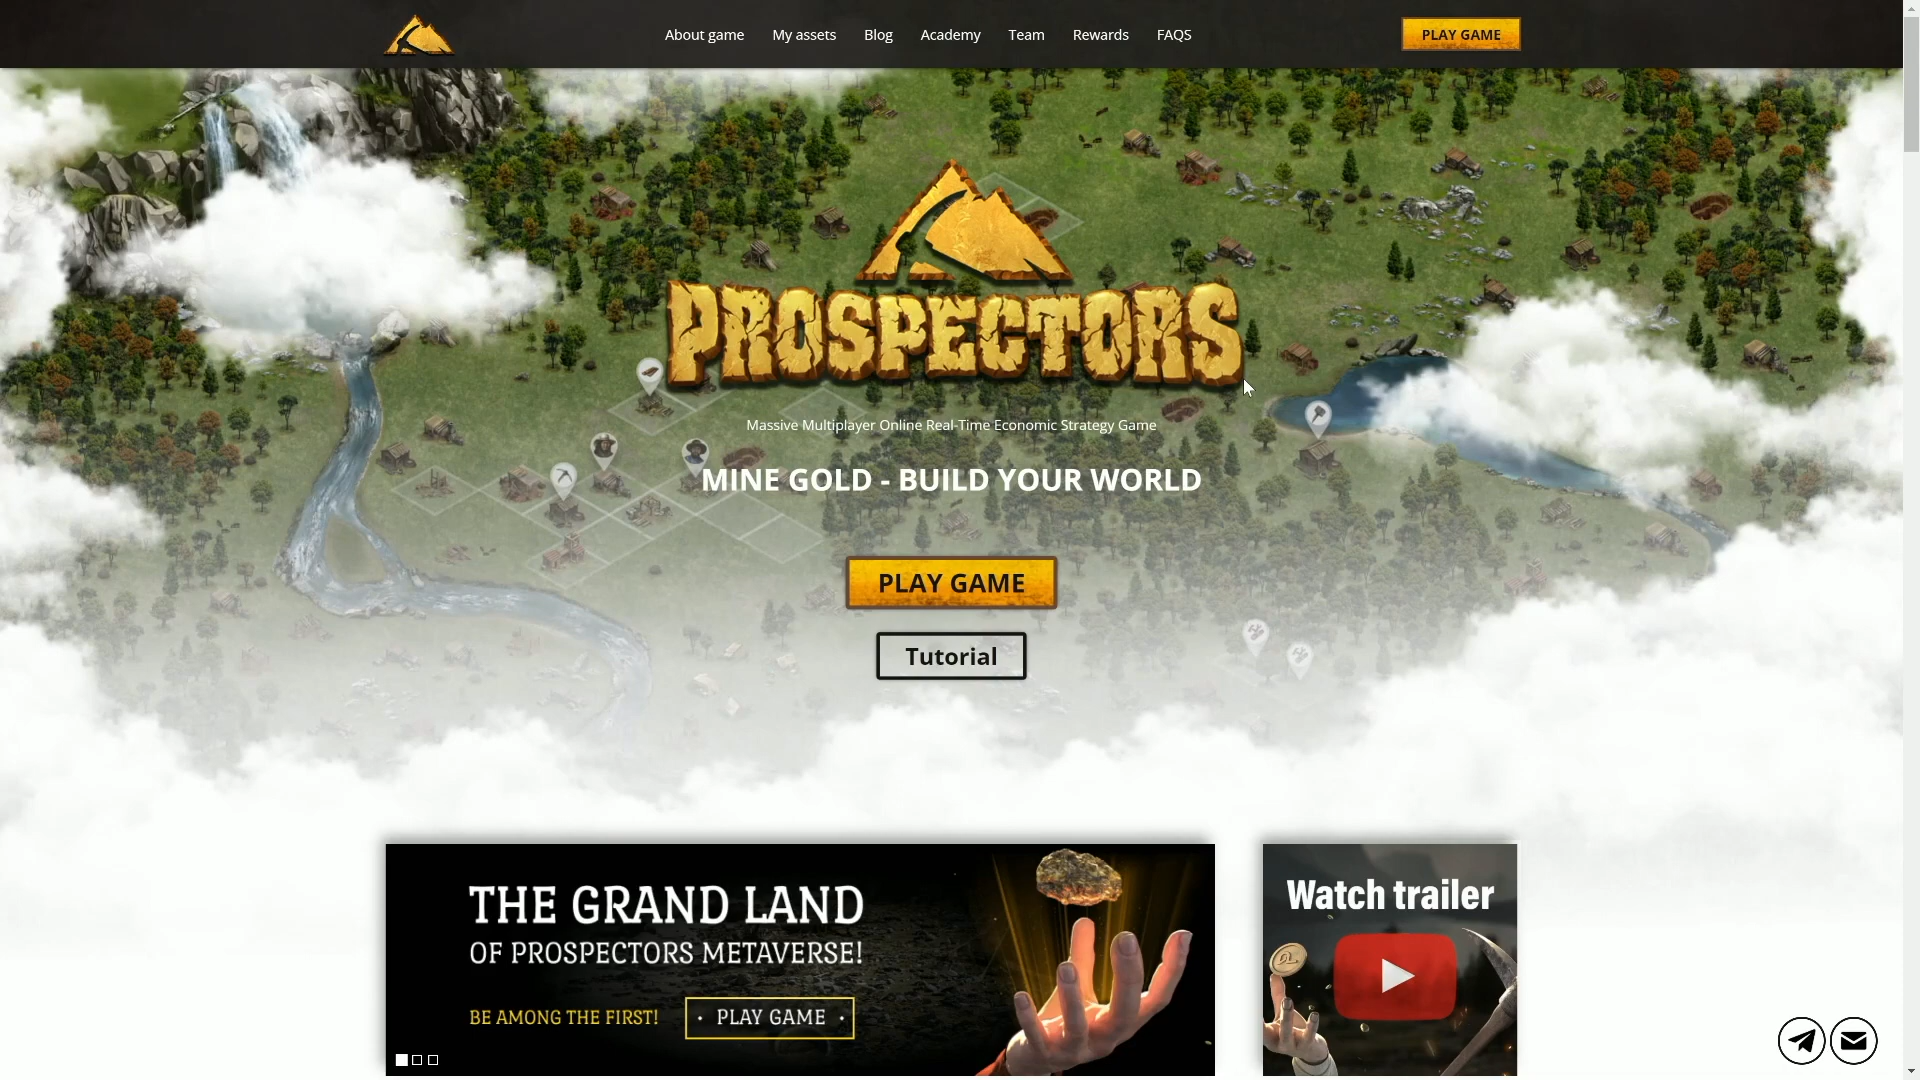 About game
My assets
Blog
Academy
Team
Rewards
FAQS
PLAY GAME
PROSPECTORS
Massive Multiplayer Online Real-Time Economic Strategy Game
MINE GOLD - BUILD YOUR WORLD
PLAY GAME
Tutorial
THE GRAND LAND
OF PROSPECTORS METAVERSE!
BE AMONG THE FIRST!
· PLAY GAME ·
Watch trailer